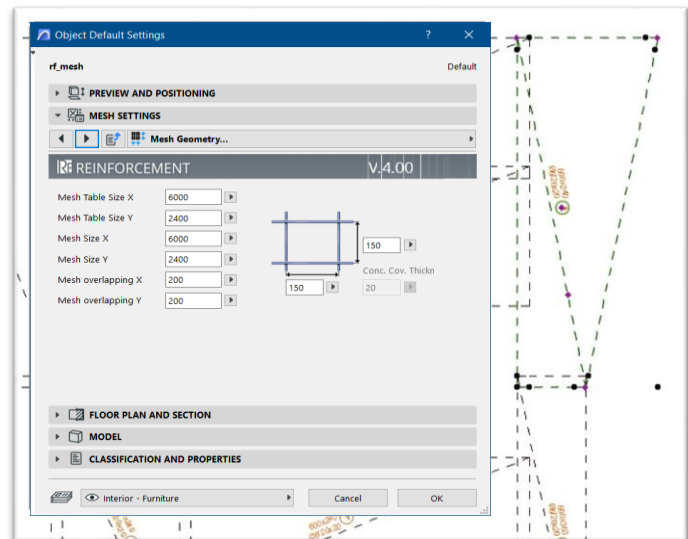 Object Default Settings ?
rf_mesh Default
PREVIEW AND POSITIONING
MESH SETTINGS
Mesh Geometry...
Rf REINFORCEMENT V.4.00
Mesh Table Size X 6000
Mesh Table Size Y 2400
Mesh Size X 6000
Mesh Size Y 2400
Mesh overlapping X 200
Mesh overlapping Y 200
150
Conc. Cov. Thickn
150 20
FLOOR PLAN AND SECTION
MODEL
CLASSIFICATION AND PROPERTIES
Interior - Furniture Cancel OK